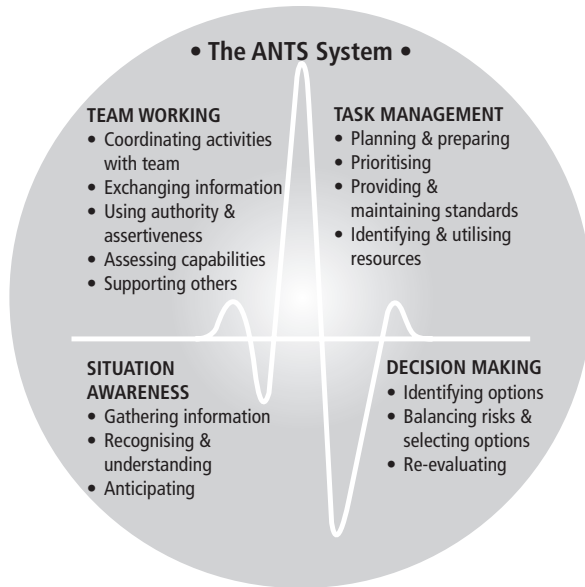 • The ANTS System •
TEAM WORKING
• Coordinating activities
with team
• Exchanging information
• Using authority &
assertiveness
• Assessing capabilities
• Supporting others
TASK MANAGEMENT
• Planning & preparing
• Prioritising
• Providing &
maintaining standards
• Identifying & utilising
resources
SITUATION
AWARENESS
• Gathering information
• Recognising &
understanding
• Anticipating
DECISION MAKING
• Identifying options
• Balancing risks &
selecting options
• Re-evaluating